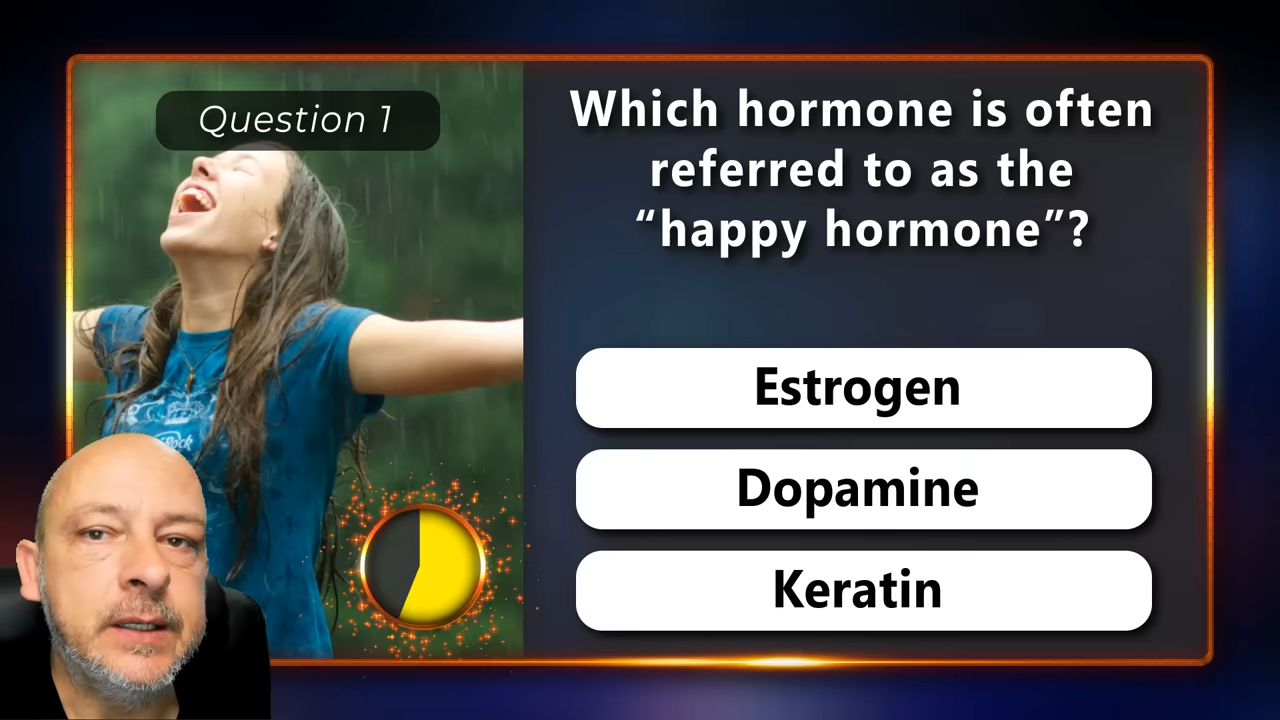 Question 1
Which hormone is often
referred to as the
“happy hormone”?
Estrogen
Dopamine
Keratin